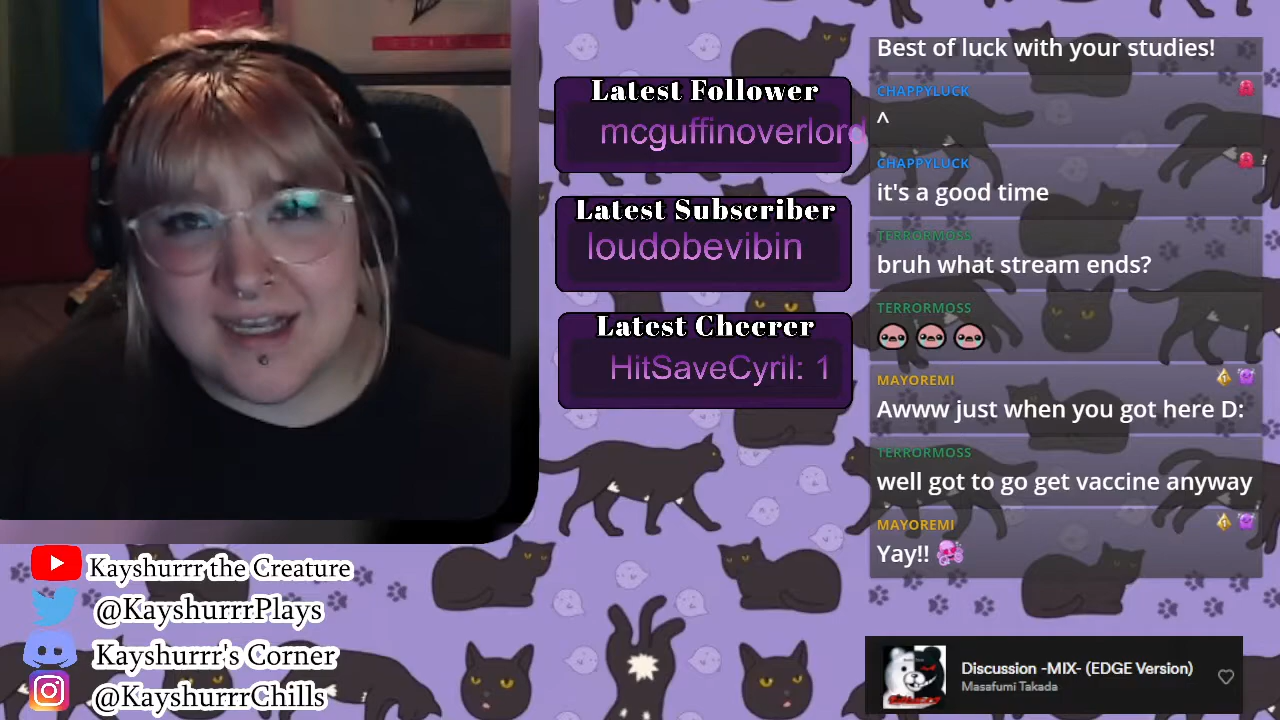 Latest Follower
mcguffinoverlord
Latest Subscriber
loudobevibin
Latest Cheerer
HitSaveCyril: 1
Best of luck with your studies!
CHAPPYLUCK
^
CHAPPYLUCK
it's a good time
TERRORMOSS
bruh what stream ends?
TERRORMOSS
MAYOREMI
Awww just when you got here D:
TERRORMOSS
well got to go get vaccine anyway
MAYOREMI
Yay!!
Kayshurrr the Creature
@KayshurrrPlays
Kayshurrr's Corner
@KayshurrrChills
Discussion -MIX- (EDGE Version)
Masafumi Takada